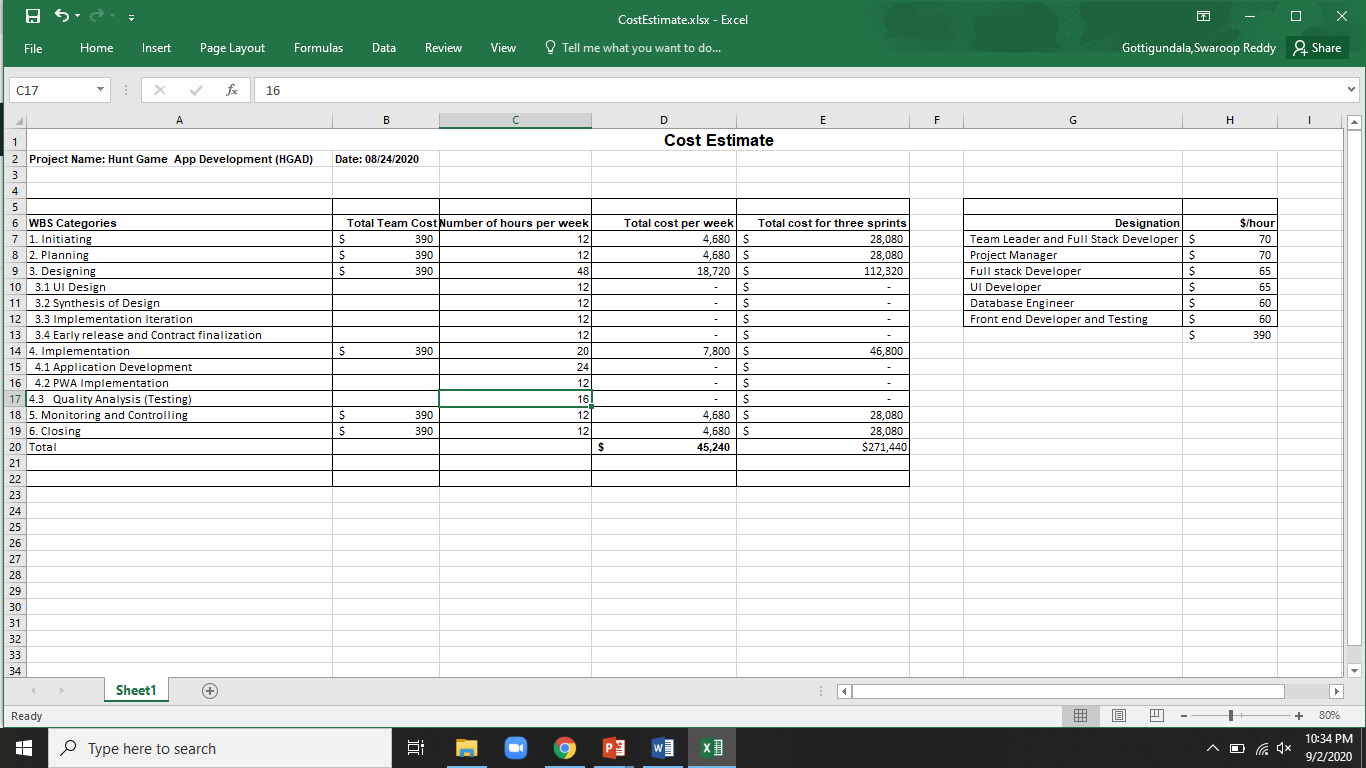 CostEstimate.xlsx - Excel
File Home Insert Page Layout Formulas Data Review View Tell me what you want to do... Gottigundala,Swaroop Reddy Share
C17 fx 16
A B C D E F G H I
1 Cost Estimate
2 Project Name: Hunt Game App Development (HGAD) Date: 08/24/2020
3
4
5
6 WBS Categories Total Team Cost Number of hours per week Total cost per week Total cost for three sprints Designation $/hour
7 1. Initiating $ 390 12 4,680 $ 28,080 Team Leader and Full Stack Developer $ 70
8 2. Planning $ 390 12 4,680 $ 28,080 Project Manager $ 70
9 3. Designing $ 390 48 18,720 $ 112,320 Full stack Developer $ 65
10 3.1 UI Design 12 - $ - UI Developer $ 65
11 3.2 Synthesis of Design 12 - $ - Database Engineer $ 60
12 3.3 Implementation Iteration 12 - $ - Front end Developer and Testing $ 60
13 3.4 Early release and Contract finalization 12 - $ - $ 390
14 4. Implementation $ 390 20 7,800 $ 46,800
15 4.1 Application Development 24 - $ -
16 4.2 PWA Implementation 12 - $ -
17 4.3 Quality Analysis (Testing) 16 - $ -
18 5. Monitoring and Controlling $ 390 12 4,680 $ 28,080
19 6. Closing $ 390 12 4,680 $ 28,080
20 Total $ 45,240 $271,440
21
22
23
24
25
26
27
28
29
30
31
32
33
34
Sheet1
Ready 80%
Type here to search
10:34 PM
9/2/2020